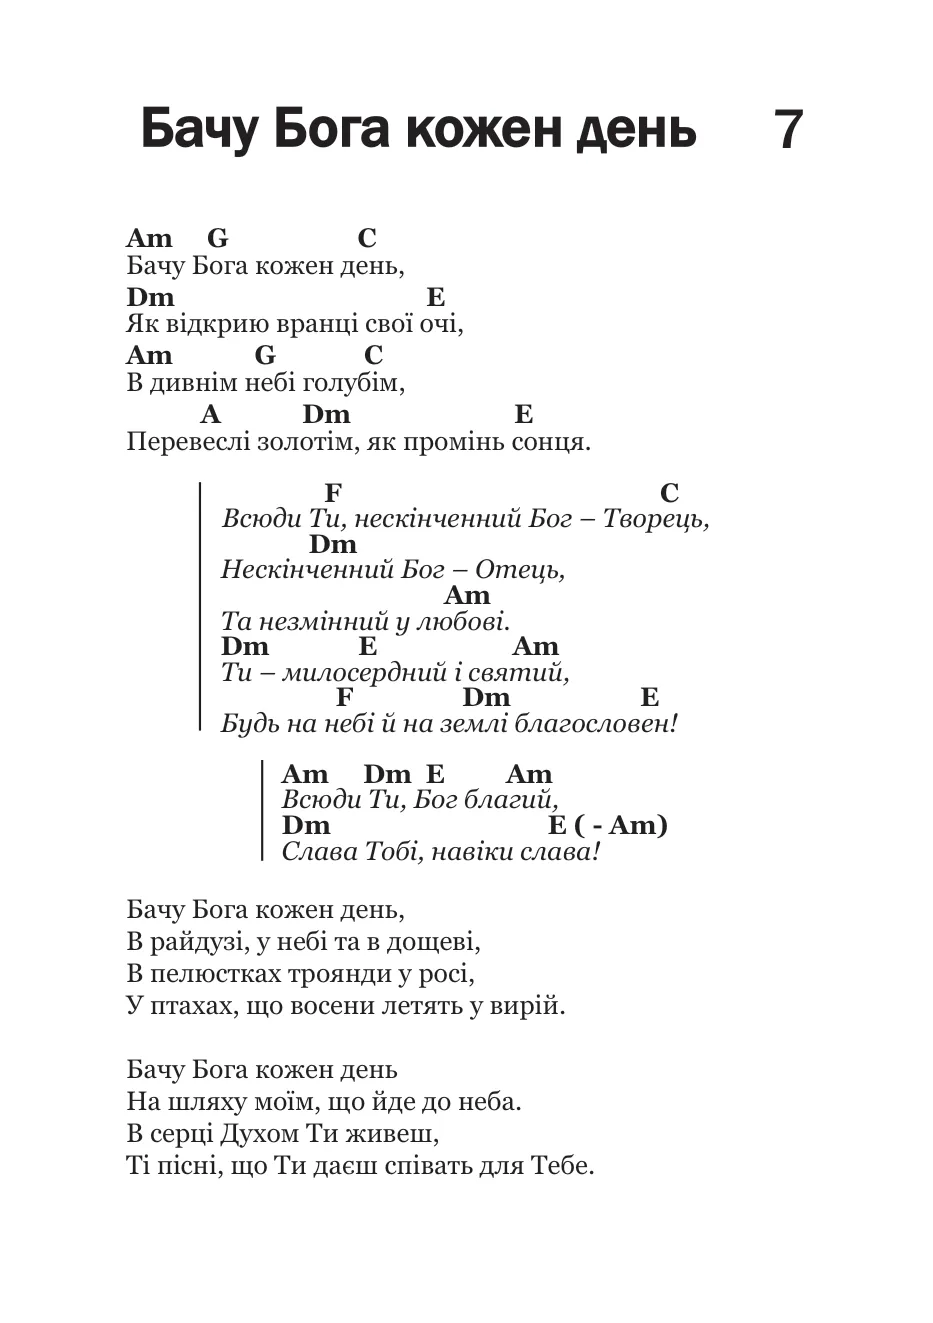 Бачу Бога кожен день 7
Am G C
Бачу Бога кожен день,
Dm E
Як відкрию вранці свої очі,
Am G C
В дивнім небі голубім,
A Dm E
Перевеслі золотім, як промінь сонця.
F C
Всюди Ти, нескінченний Бог – Творець,
Dm
Нескінченний Бог – Отець,
Am
Та незмінний у любові.
Dm E Am
Ти – милосердний і святий,
F Dm E
Будь на небі й на землі благословен!
Am Dm E Am
Всюди Ти, Бог благий,
Dm E ( - Am)
Слава Тобі, навіки слава!
Бачу Бога кожен день,
В райдузі, у небі та в дощеві,
В пелюстках троянди у росі,
У птахах, що восени летять у вирій.
Бачу Бога кожен день
На шляху моїм, що йде до неба.
В серці Духом Ти живеш,
Ті пісні, що Ти даєш співать для Тебе.